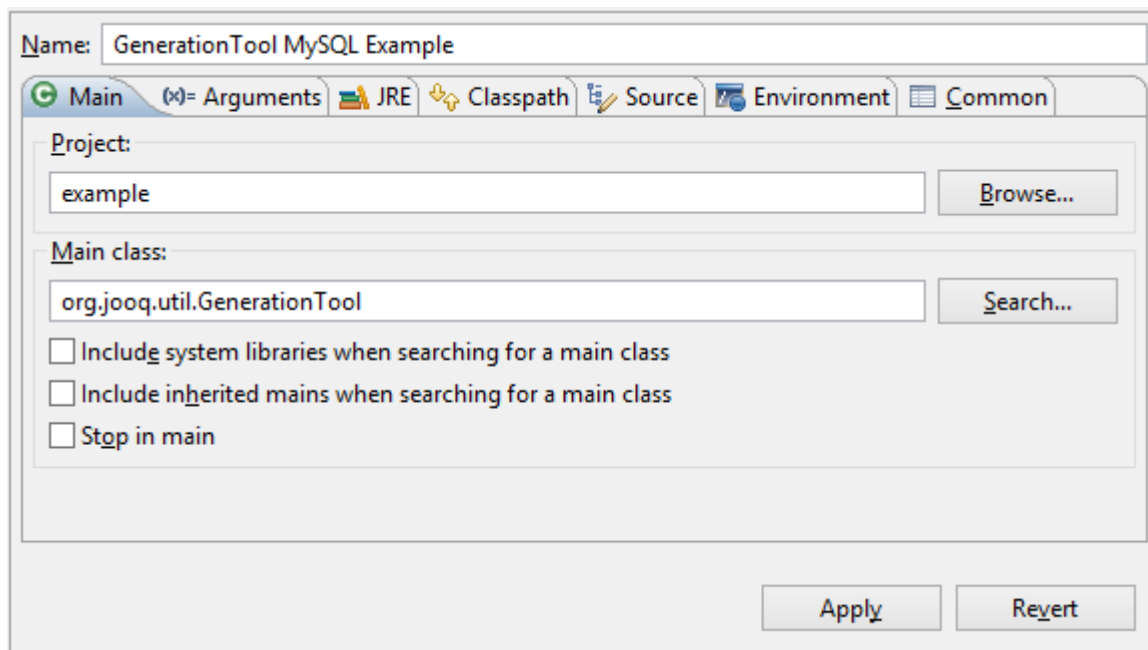 Name: GenerationTool MySQL Example
Main (x)= Arguments JRE Classpath Source Environment Common
Project:
example Browse...
Main class:
org.jooq.util.GenerationTool Search...
Include system libraries when searching for a main class
Include inherited mains when searching for a main class
Stop in main
Apply Revert